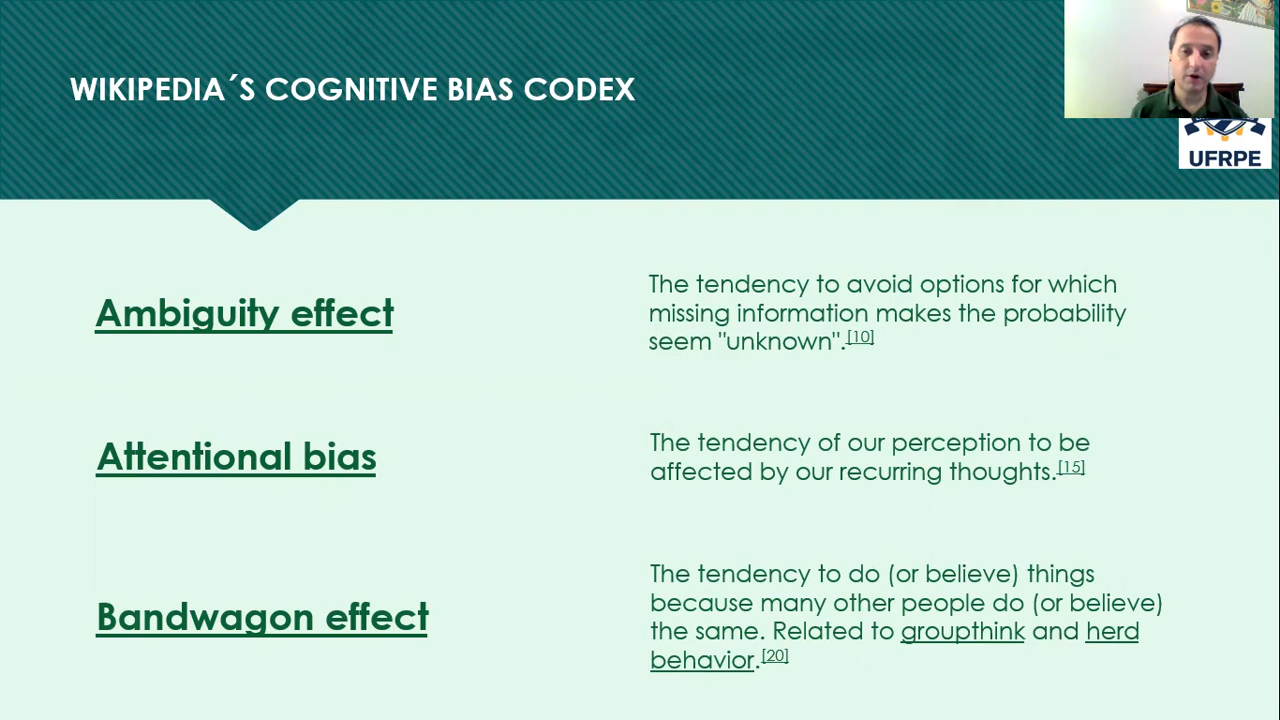 WIKIPEDIA´S COGNITIVE BIAS CODEX
UFRPE
Ambiguity effect
The tendency to avoid options for which
missing information makes the probability
seem "unknown".[10]
Attentional bias
The tendency of our perception to be
affected by our recurring thoughts.[15]
Bandwagon effect
The tendency to do (or believe) things
because many other people do (or believe)
the same. Related to groupthink and herd
behavior.[20]